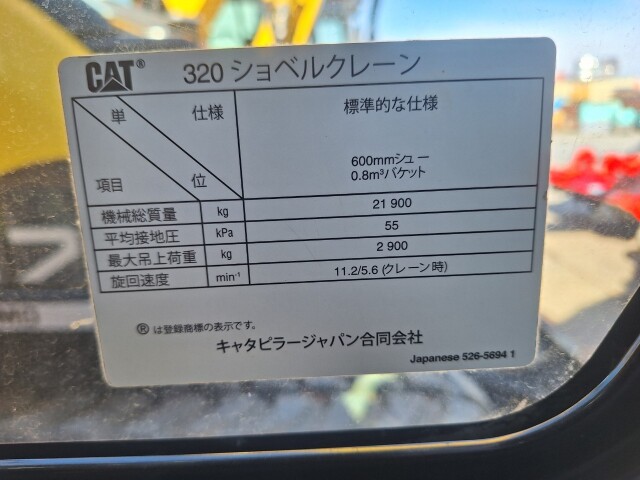 CAT® 320 ショベルクレーン
単 仕様 標準的な仕様
600mmシュー
項目 位 0.8m³バケット
機械総質量 kg 21 900
平均接地圧 kPa 55
最大吊上荷重 kg 2 900
旋回速度 min⁻¹ 11.2/5.6 (クレーン時)
®は登録商標の表示です。
キャタピラージャパン合同会社
Japanese 526-5694 1